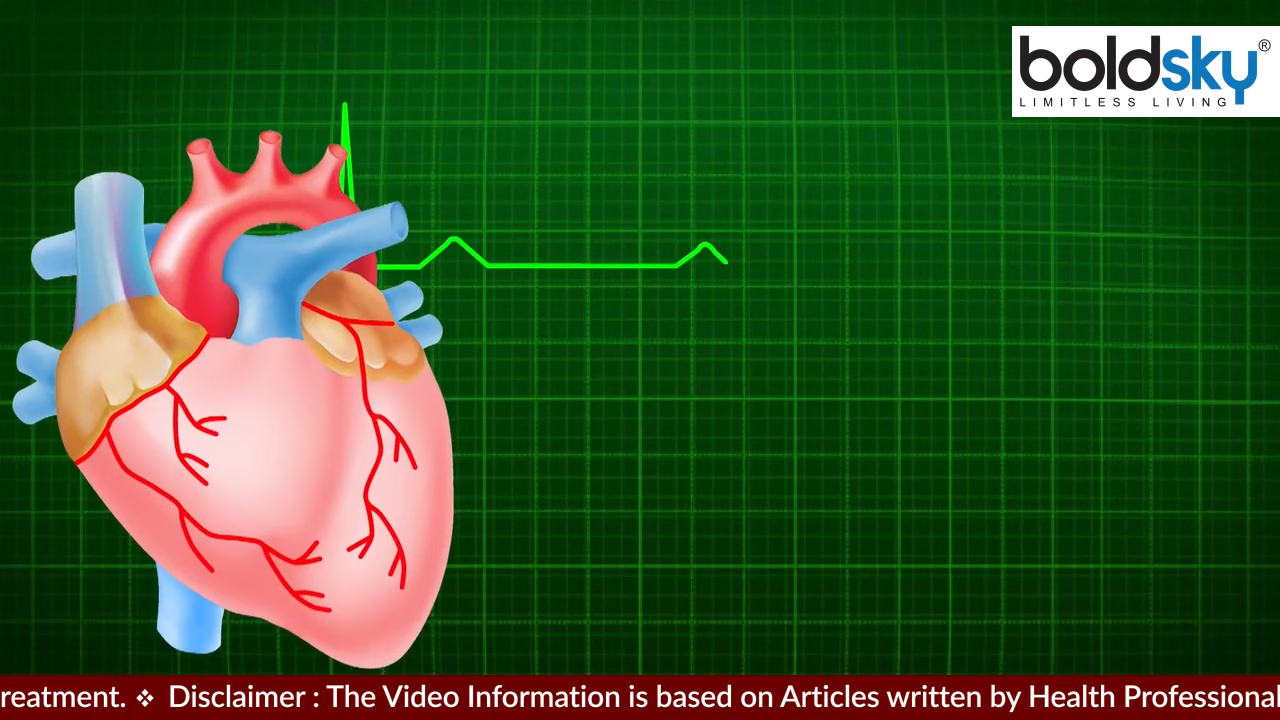 boldsky®
LIMITLESS LIVING
reatment. ❖ Disclaimer : The Video Information is based on Articles written by Health Professional